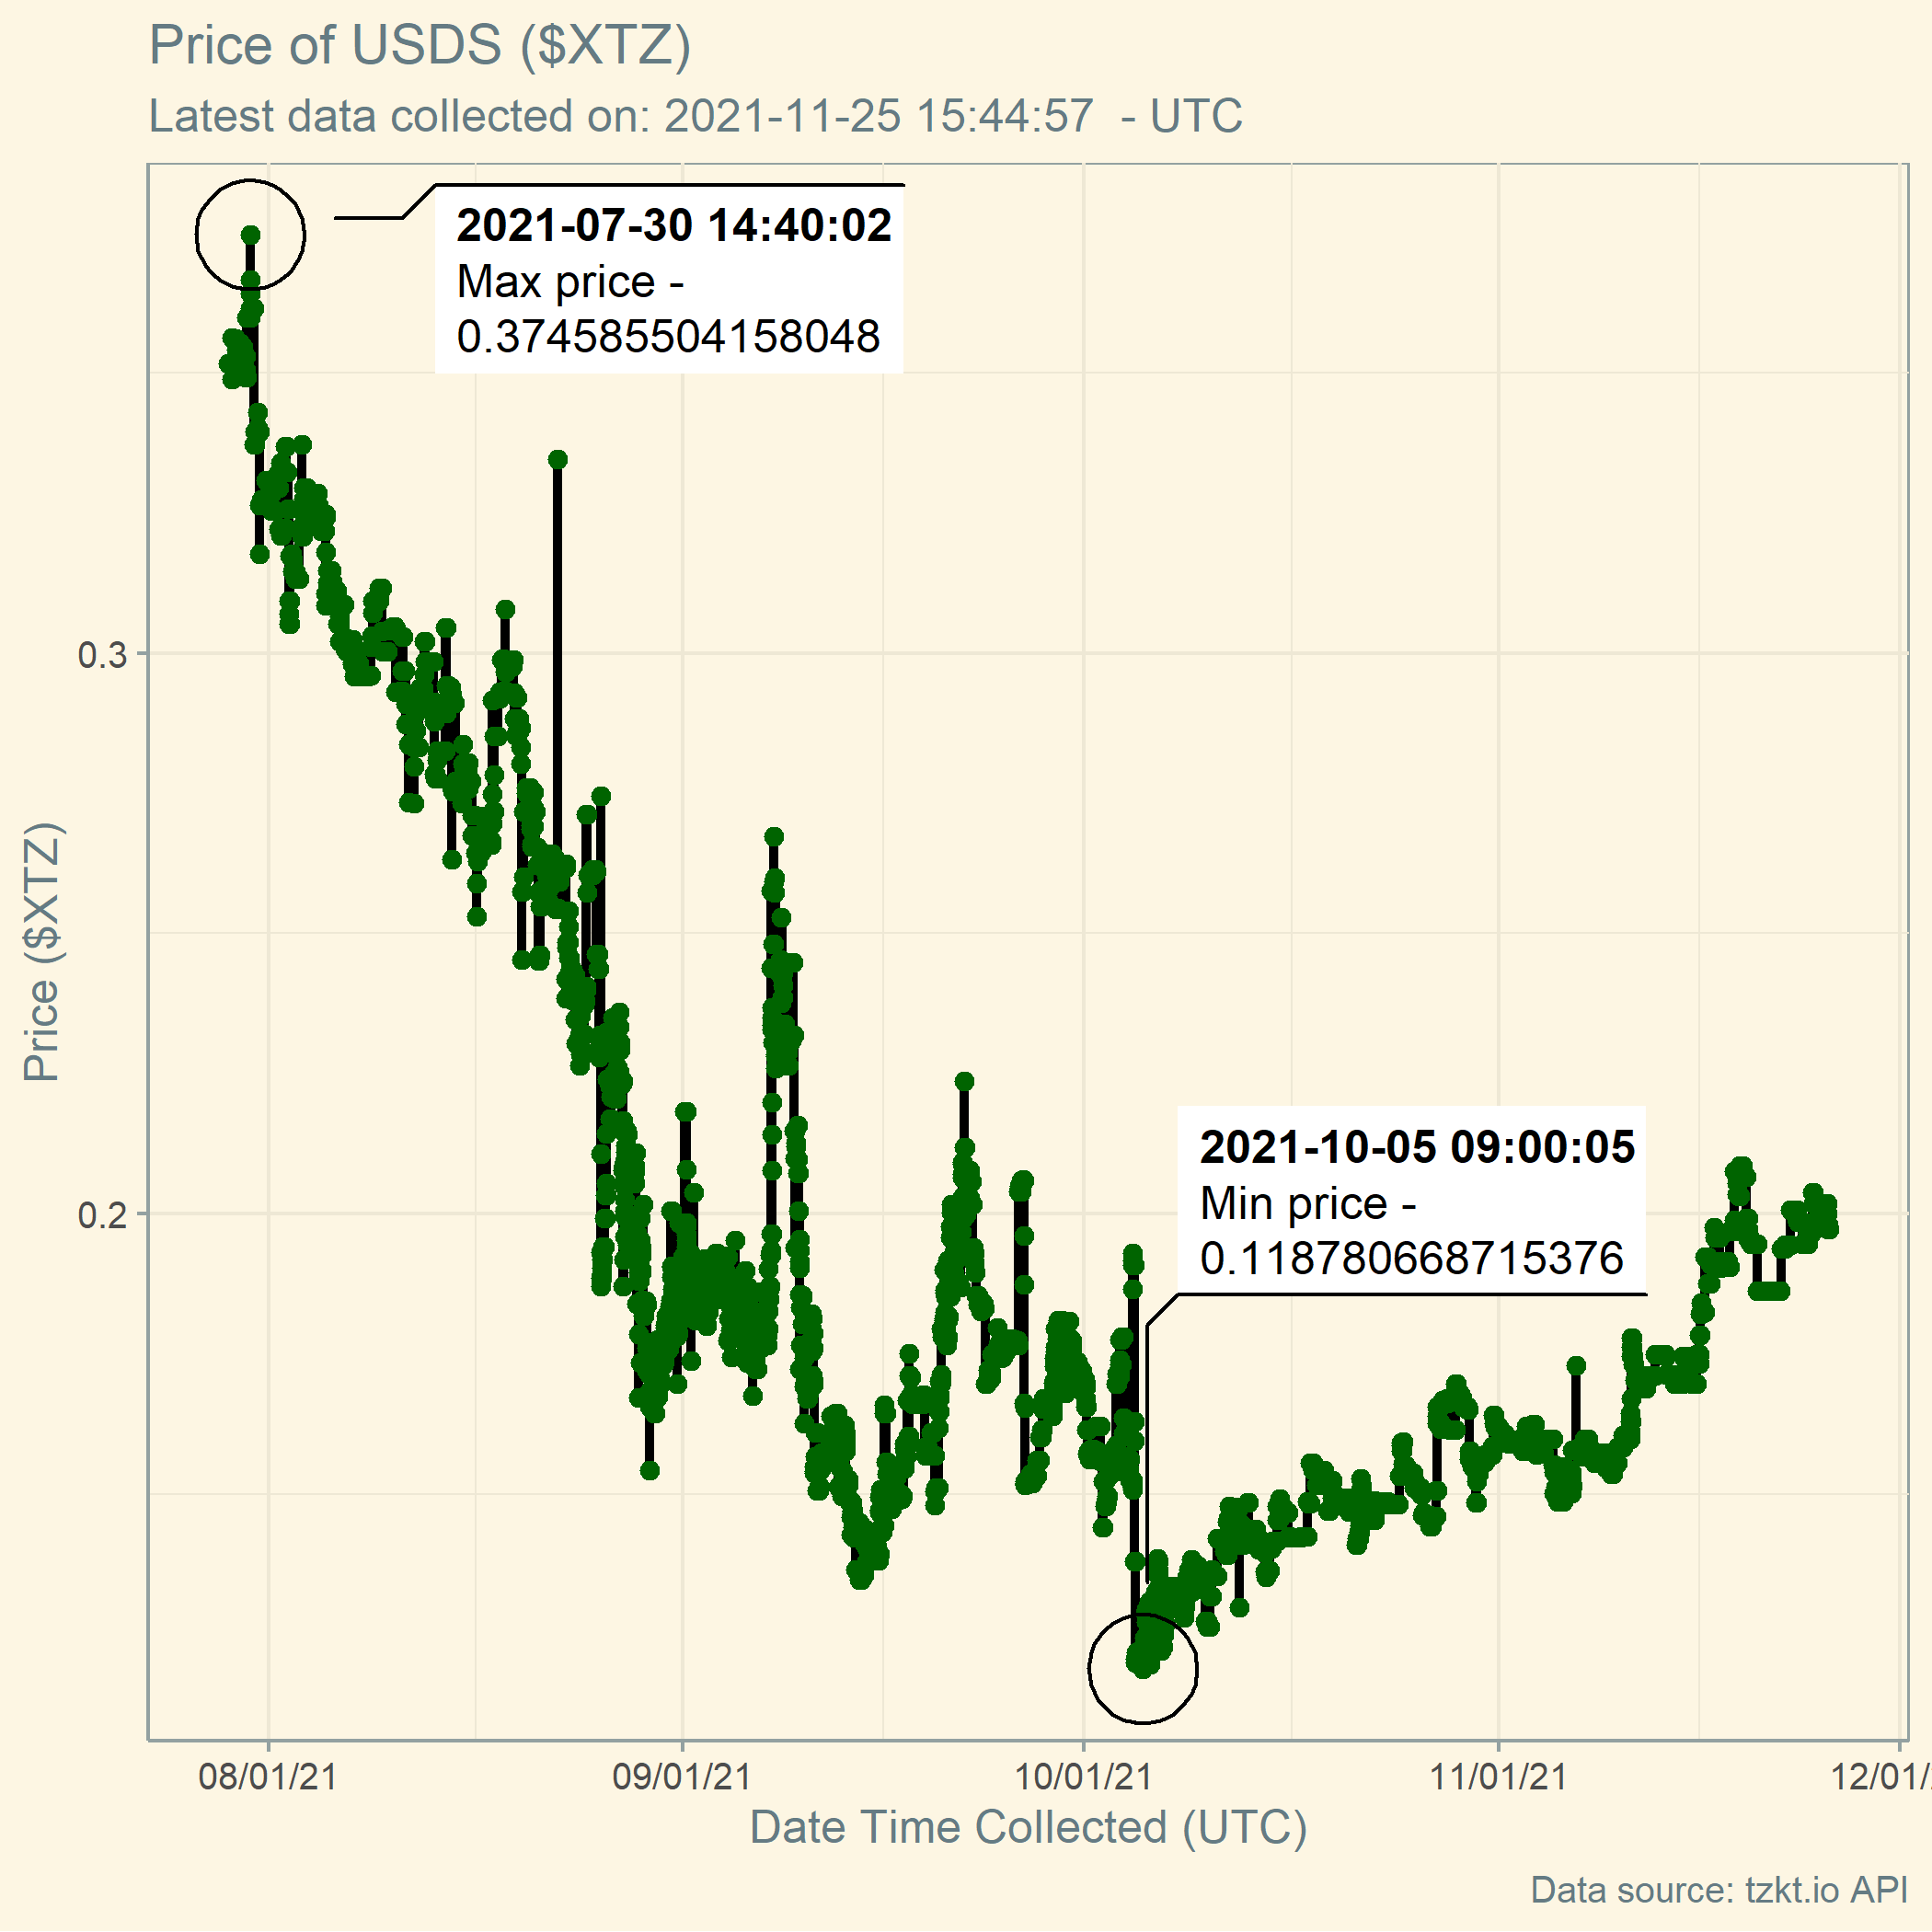 Price of USDS ($XTZ)
Latest data collected on: 2021-11-25 15:44:57  - UTC
2021-07-30 14:40:02
Max price -
0.374585504158048
0.3
2021-10-05 09:00:05
Min price -
0.118780668715376
0.2
Price ($XTZ)
08/01/21
09/01/21
10/01/21
11/01/21
12/01/
Date Time Collected (UTC)
Data source: tzkt.io API